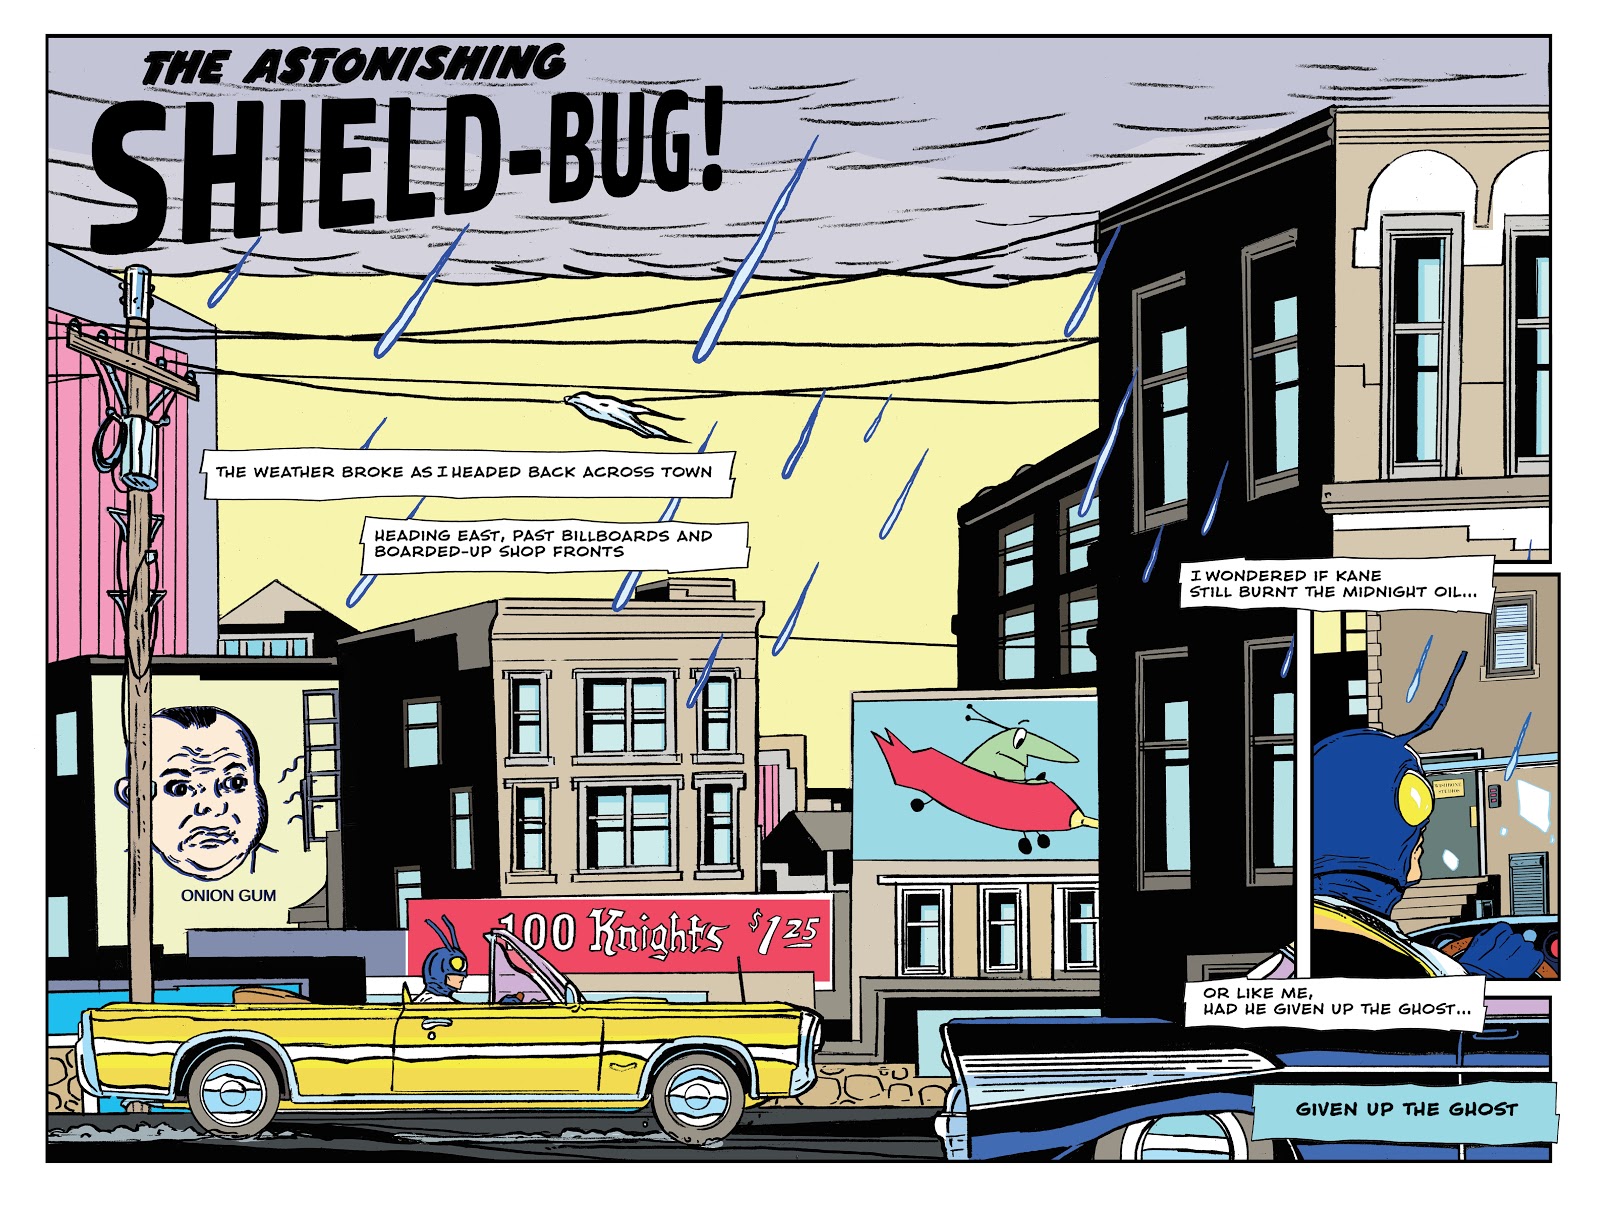 THE ASTONISHING
SHIELD-BUG!
THE WEATHER BROKE AS I HEADED BACK ACROSS TOWN
HEADING EAST, PAST BILLBOARDS AND
BOARDED-UP SHOP FRONTS
I WONDERED IF KANE
STILL BURNT THE MIDNIGHT OIL...
WISHBONE
STUDIOS
ONION GUM
100 Knights $1.25
OR LIKE ME,
HAD HE GIVEN UP THE GHOST...
GIVEN UP THE GHOST